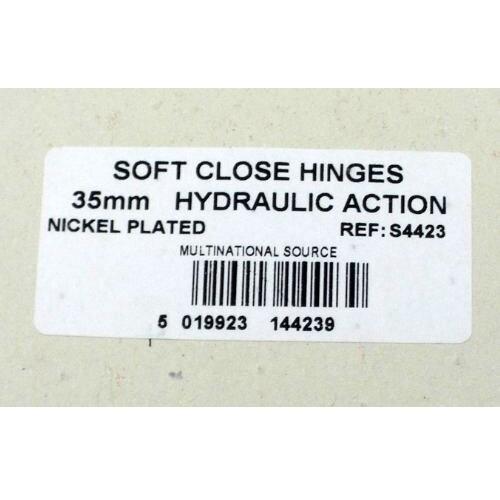 SOFT CLOSE HINGES
35mm HYDRAULIC ACTION
NICKEL PLATED REF: S4423
MULTINATIONAL SOURCE
5 019923 144239